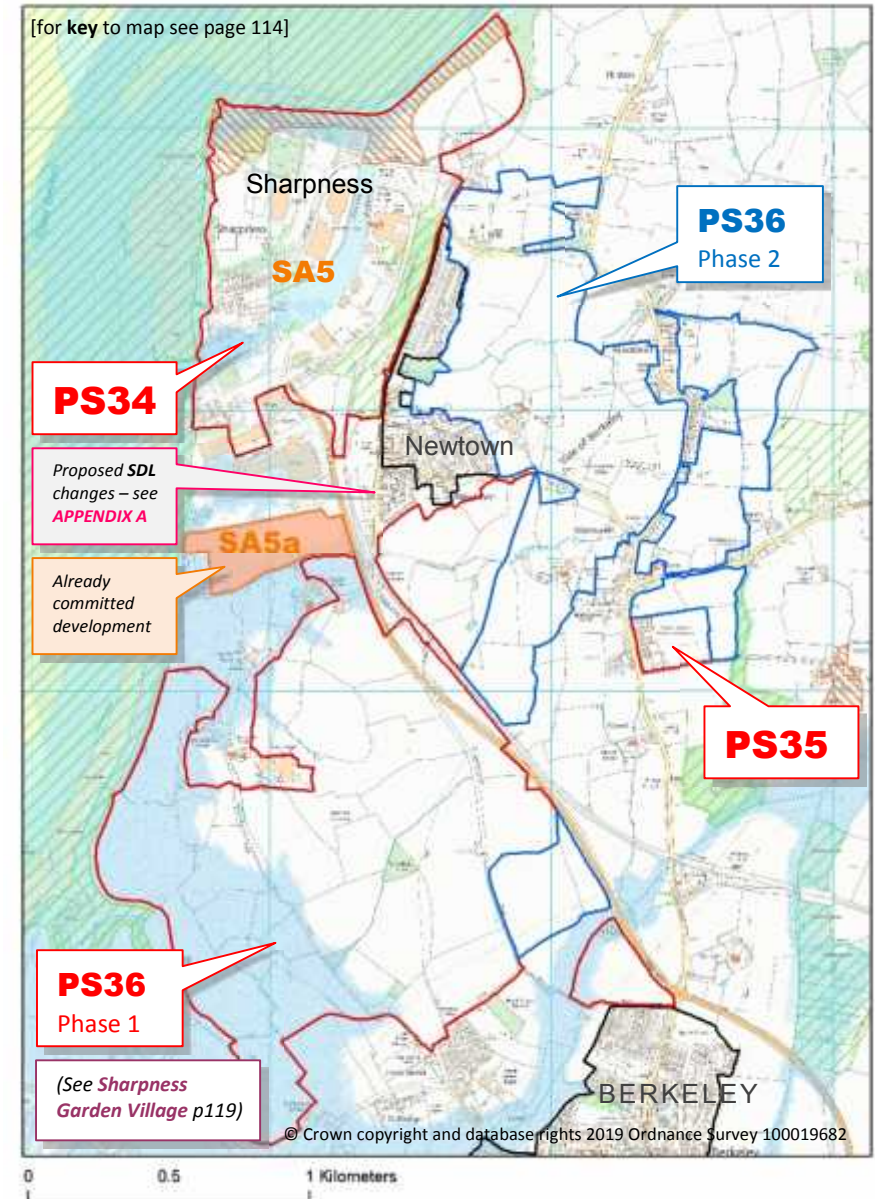 [for key to map see page 114]
Sharpness
Sharpness
SA5
PS36
Phase 2
PS34
Newtown
Proposed SDL
changes – see
APPENDIX A
SA5a
Already
committed
development
PS35
PS36
Phase 1
(See Sharpness
Garden Village p119)
BERKELEY
© Crown copyright and database rights 2019 Ordnance Survey 100019682
Berkeley
0 0.5 1 Kilometers